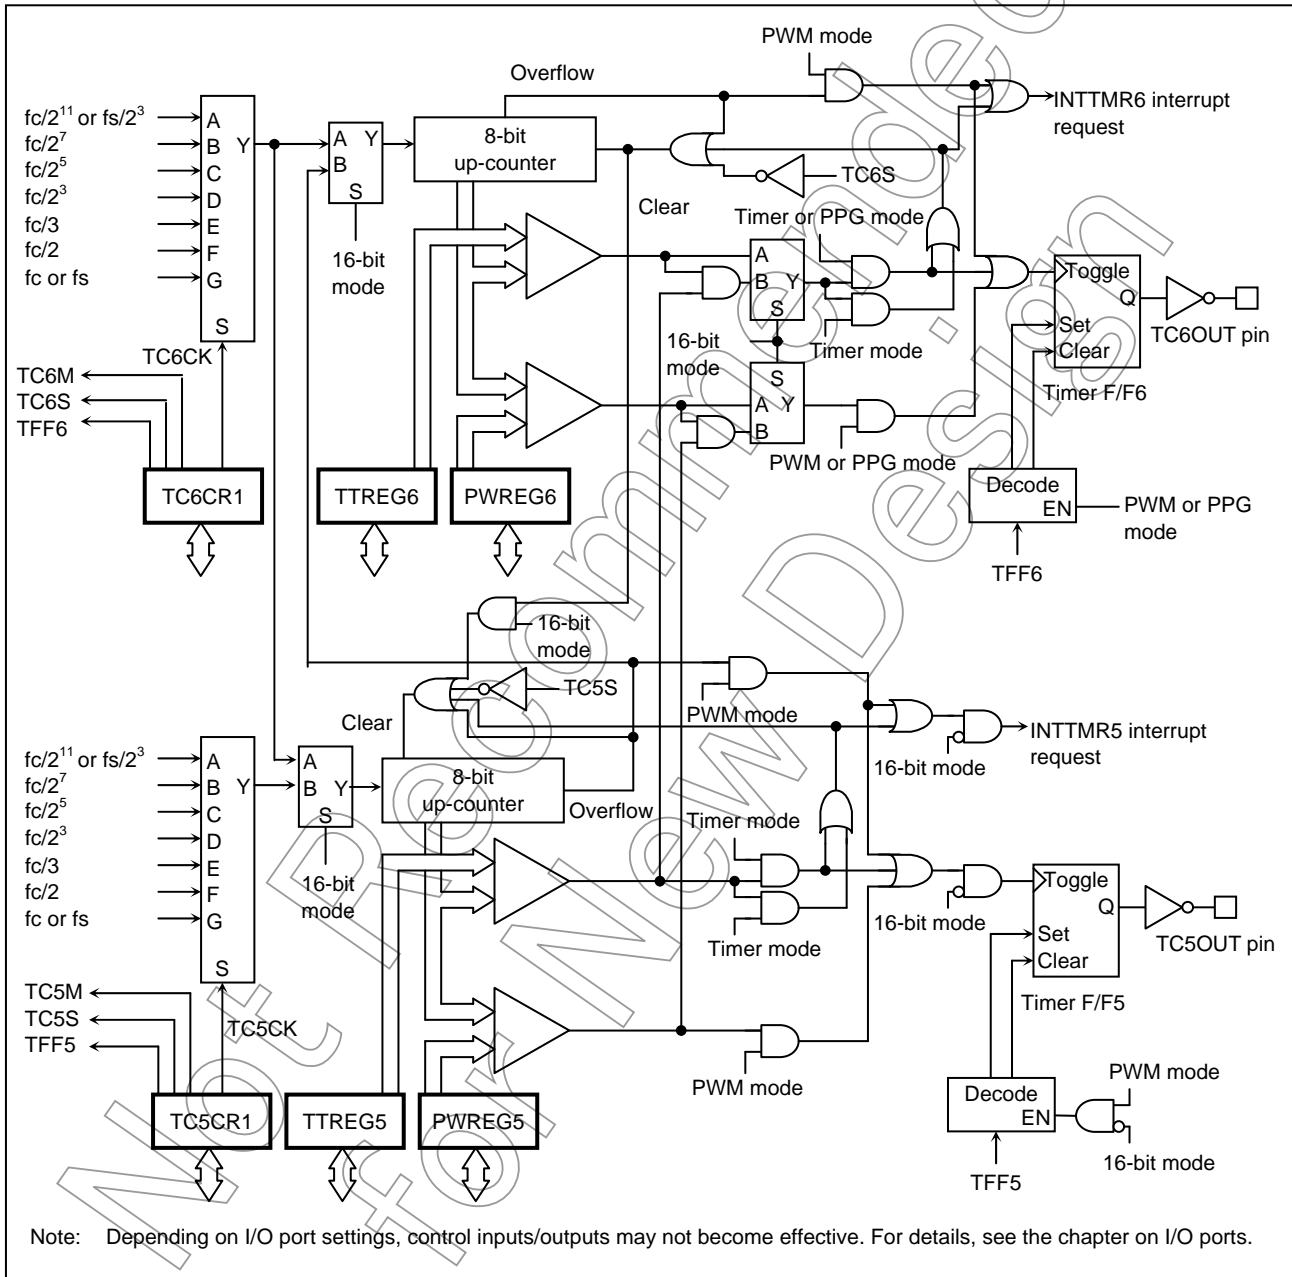 PWM mode
Overflow
fc/2¹¹ or fs/2³
fc/2⁷
fc/2⁵
fc/2³
fc/3
fc/2
fc or fs
A
B
C
D
E
F
G
Y
S
A
B
Y
S
8-bit
up-counter
INTTMR6 interrupt
request
TC6S
Clear
Timer or PPG mode
16-bit
mode
A
B
Y
S
Toggle
Q
Set
Clear
TC6OUT pin
Timer mode
16-bit
mode
TC6CK
S
A
Y
B
Timer F/F6
TC6M
TC6S
TFF6
PWM or PPG mode
TC6CR1
TTREG6
PWREG6
Decode
EN
PWM or PPG
mode
TFF6
16-bit
mode
TC5S
PWM mode
Clear
INTTMR5 interrupt
request
fc/2¹¹ or fs/2³
fc/2⁷
fc/2⁵
fc/2³
fc/3
fc/2
fc or fs
A
B
C
D
E
F
G
Y
S
A
B
Y
S
8-bit
up-counter
16-bit mode
Overflow
Timer mode
16-bit
mode
Toggle
Q
Set
Clear
16-bit mode
TC5OUT pin
Timer mode
TC5M
TC5S
TFF5
TC5CK
Timer F/F5
PWM mode
PWM mode
TC5CR1
TTREG5
PWREG5
Decode
EN
16-bit mode
TFF5
Note: Depending on I/O port settings, control inputs/outputs may not become effective. For details, see the chapter on I/O ports.
Not Recommended
for New Design